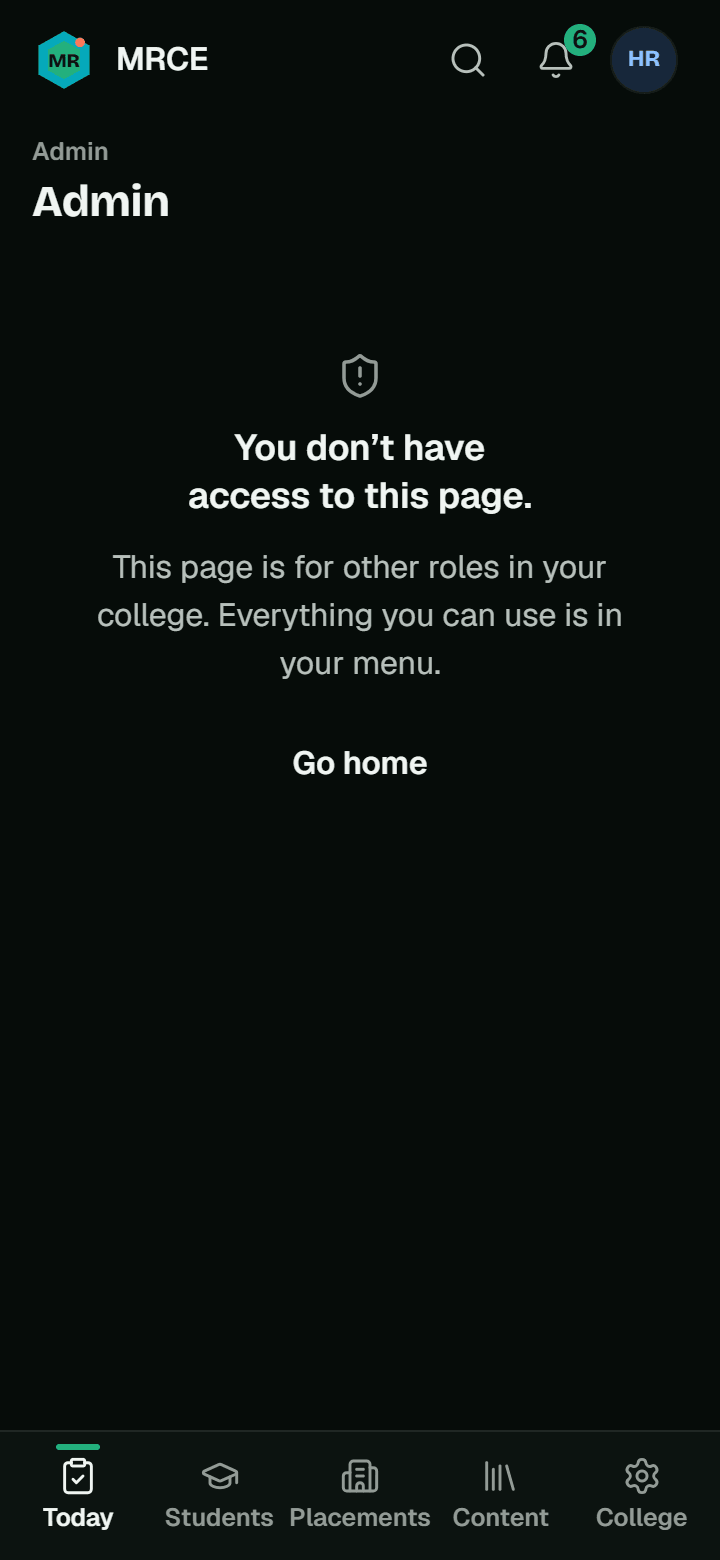 MR
MRCE
6
HR
Admin
Admin
You don’t have
access to this page.
This page is for other roles in your
college. Everything you can use is in
your menu.
Go home
Today
Students
Placements
Content
College